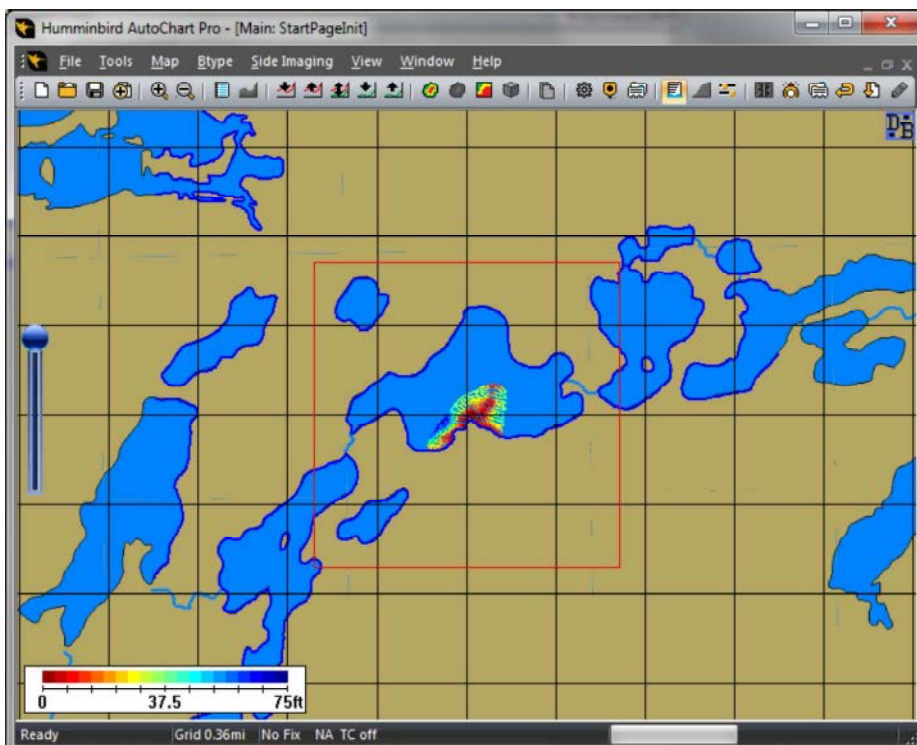 Humminbird AutoChart Pro - [Main: StartPageInit]
File Tools Map Btype Side Imaging View Window Help
DB
0 37.5 75ft
Ready Grid 0.36mi No Fix NA TC off